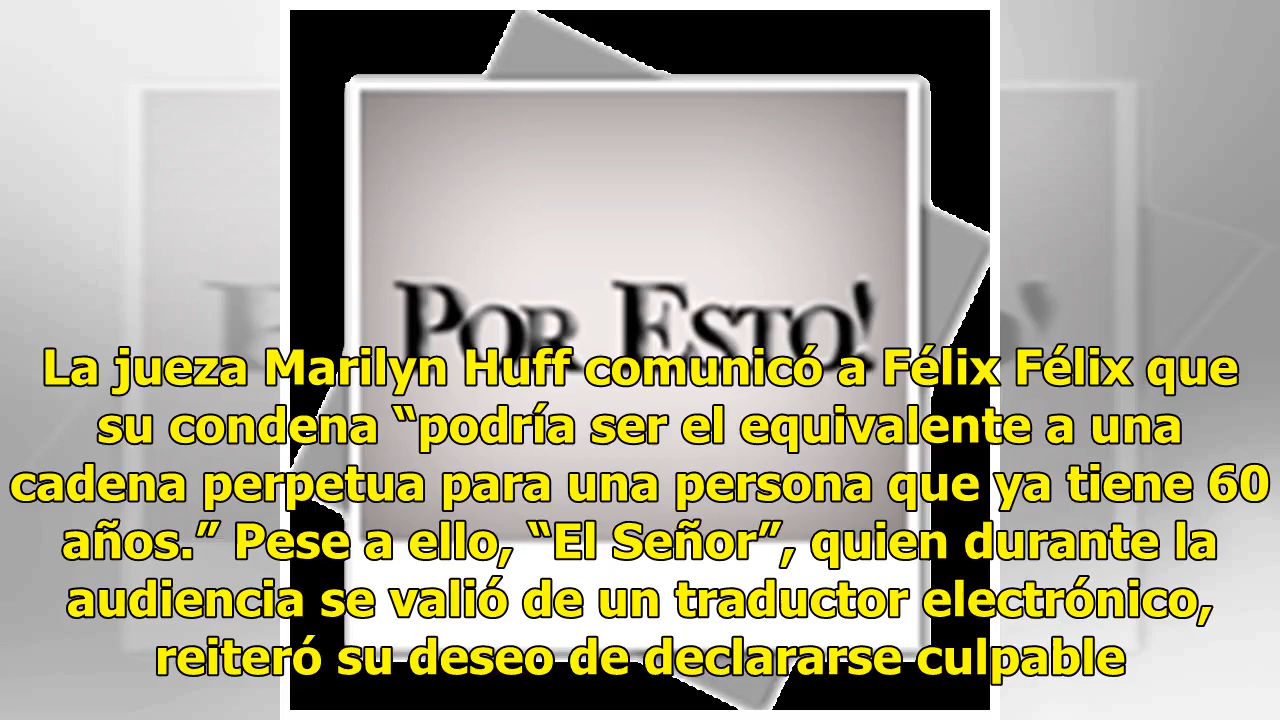 POR ESTO!
La jueza Marilyn Huff comunicó a Félix Félix que
su condena “podría ser el equivalente a una
cadena perpetua para una persona que ya tiene 60
años.” Pese a ello, “El Señor”, quien durante la
audiencia se valió de un traductor electrónico,
reiteró su deseo de declararse culpable